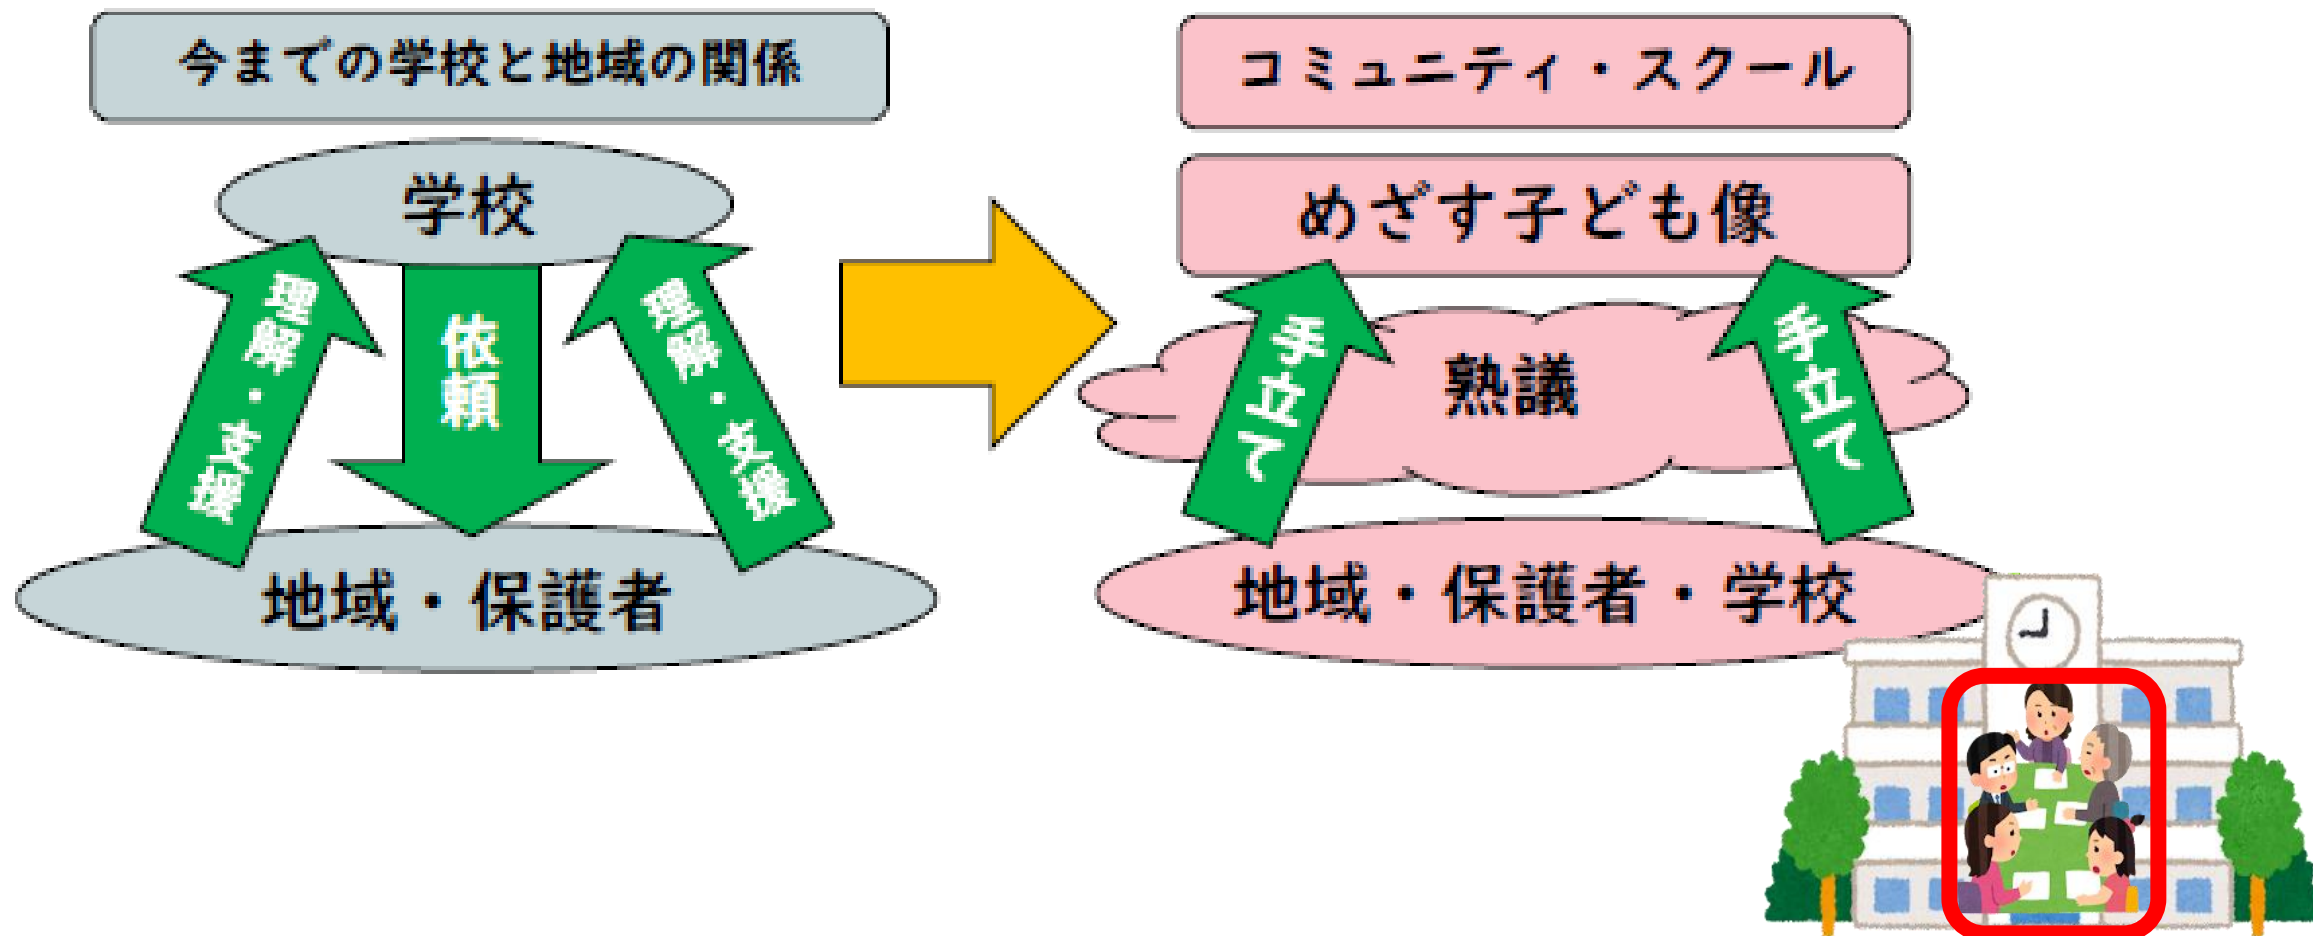 今までの学校と地域の関係
学校
理解・支援
依頼
理解・支援
地域・保護者
コミュニティ・スクール
めざす子ども像
手立て
熟議
手立て
地域・保護者・学校